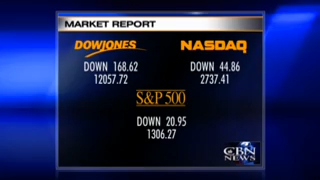 MARKET REPORT
DOWJONES
DOWN 168.62
12057.72
NASDAQ
DOWN 44.86
2737.41
S&P 500
DOWN 20.95
1306.27
CBN
NEWS